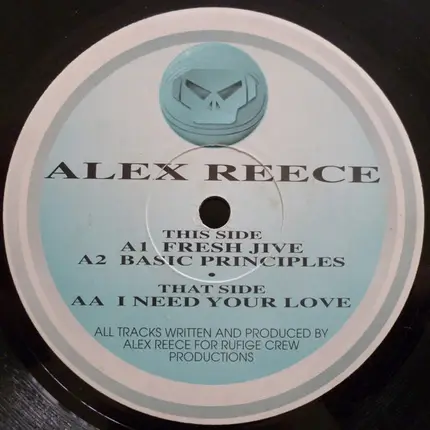 ALEX REECE
THIS SIDE
A1 FRESH JIVE
A2 BASIC PRINCIPLES
•
THAT SIDE
AA I NEED YOUR LOVE
ALL TRACKS WRITTEN AND PRODUCED BY
ALEX REECE FOR RUFIGE CREW
PRODUCTIONS